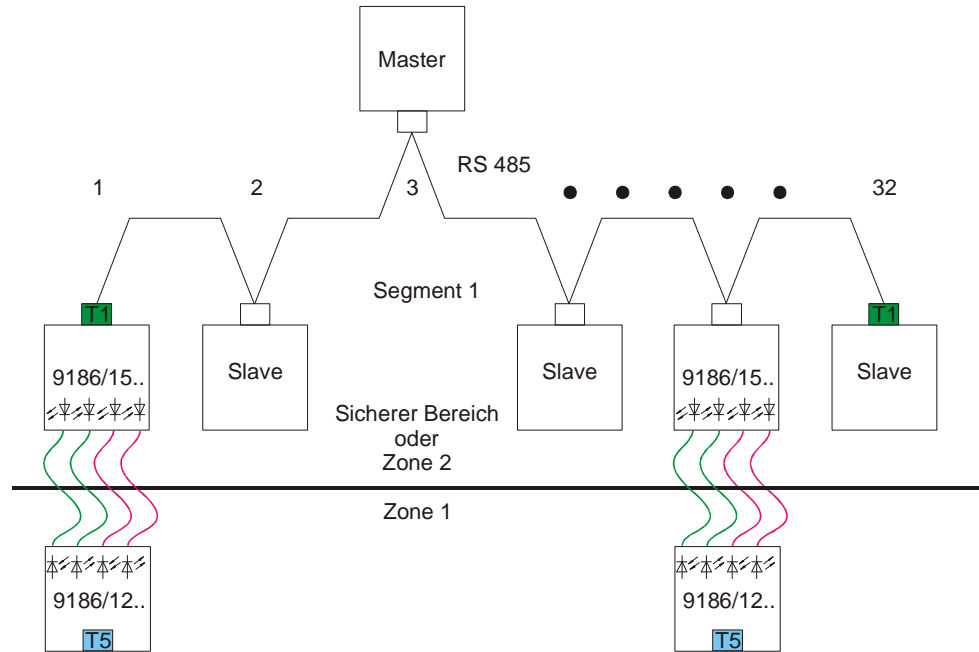 Master
RS 485
1
2
3
32
Segment 1
T1
T1
9186/15..
Slave
Slave
9186/15..
Slave
Sicherer Bereich
oder
Zone 2
Zone 1
9186/12..
9186/12..
T5
T5